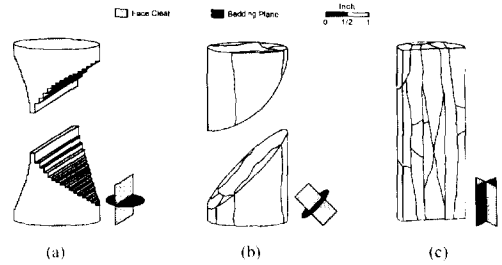 Face Cleat
Bedding Plane
Inch
0 1/2 1
(a)
(b)
(c)